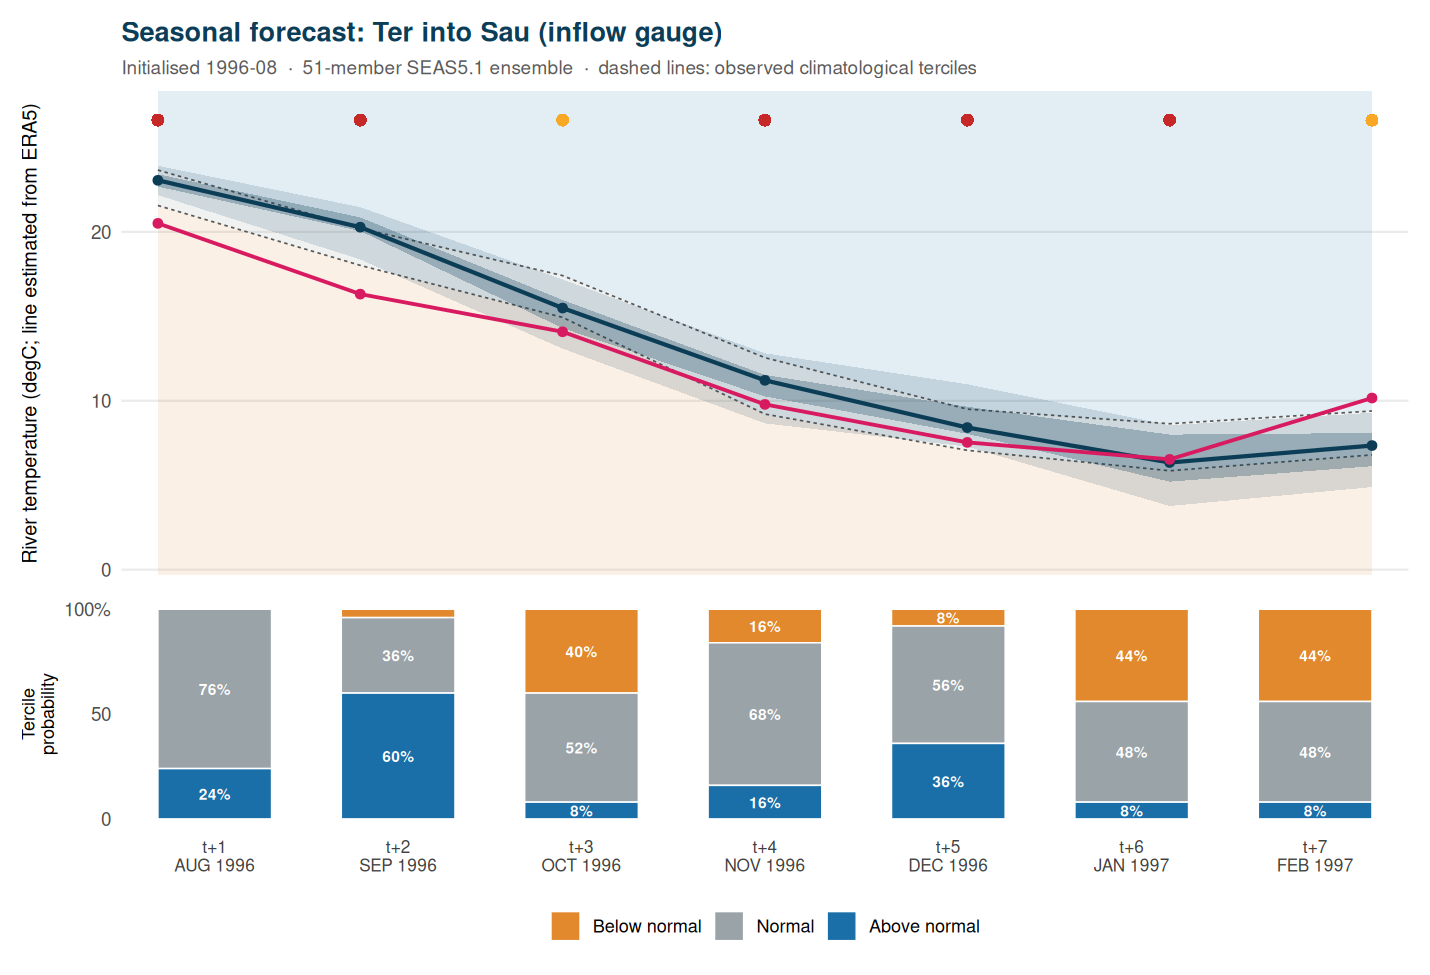 Seasonal forecast: Ter into Sau (inflow gauge)
Initialised 1996-08 · 51-member SEAS5.1 ensemble · dashed lines: observed climatological terciles
River temperature (degC; line estimated from ERA5)
20
10
0
Tercile
probability
100%
50
0
76%
24%
36%
60%
40%
52%
8%
16%
68%
16%
8%
56%
36%
44%
48%
8%
44%
48%
8%
t+1
AUG 1996
t+2
SEP 1996
t+3
OCT 1996
t+4
NOV 1996
t+5
DEC 1996
t+6
JAN 1997
t+7
FEB 1997
Below normal
Normal
Above normal